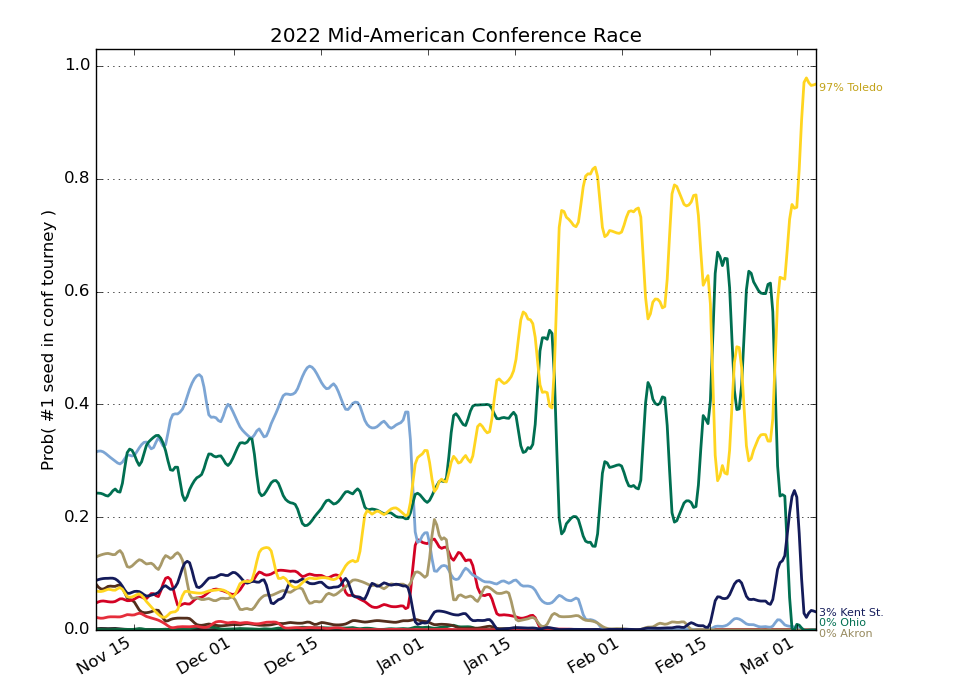 2022 Mid-American Conference Race
Prob( #1 seed in conf tourney )
1.0
0.8
0.6
0.4
0.2
0.0
97% Toledo
3% Kent St.
0% Ohio
0% Akron
Nov 15
Dec 01
Dec 15
Jan 01
Jan 15
Feb 01
Feb 15
Mar 01